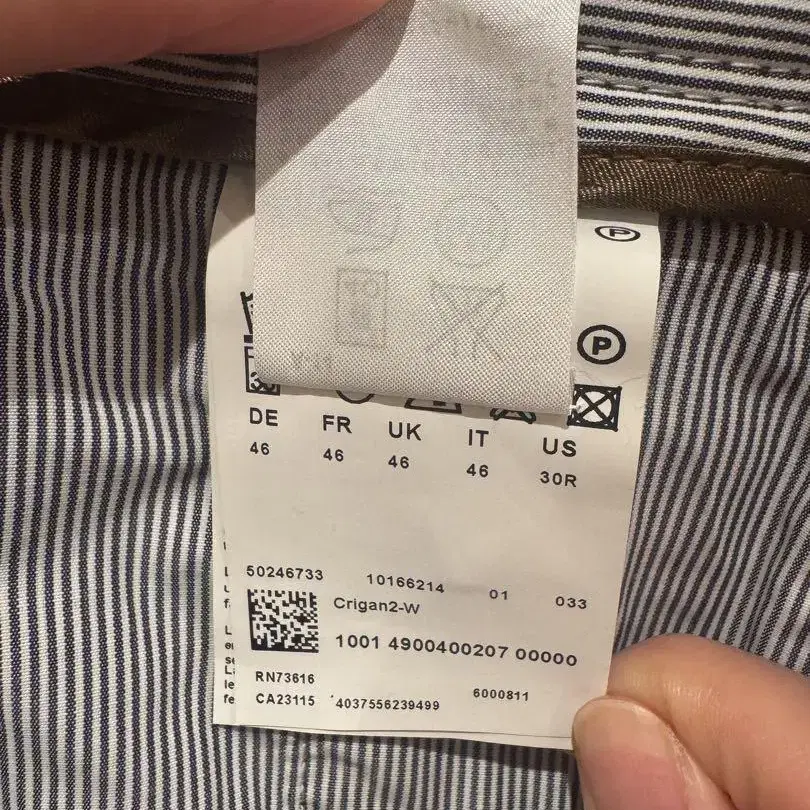 P
P
DE FR UK IT US
46 46 46 46 30R
50246733 10166214 01 033
Crigan2-W
1001 4900400207 00000
RN73616
CA23115 4037556239499 6000811